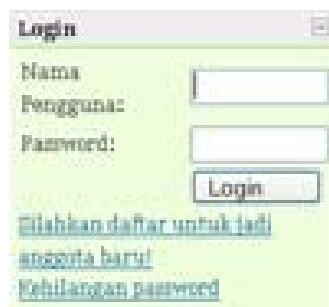 Login
Nama
Pengguna:
Password:
Login
Silahkan daftar untuk jadi
anggota baru!
Kehilangan password